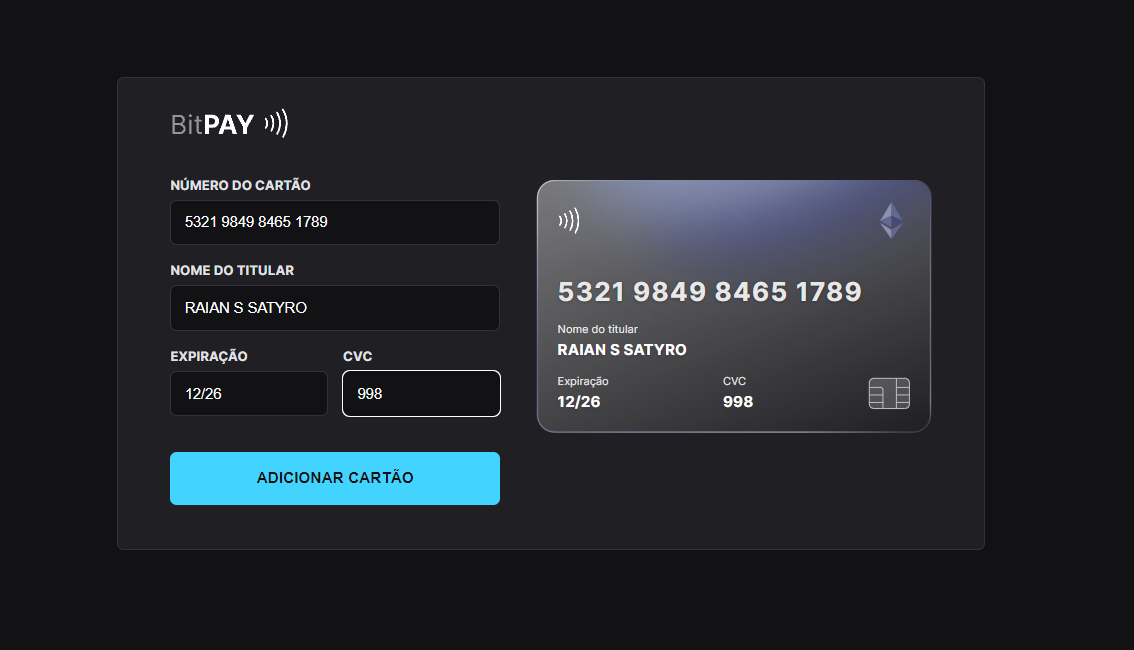 BitPAY
NÚMERO DO CARTÃO
5321 9849 8465 1789
NOME DO TITULAR
RAIAN S SATYRO
EXPIRAÇÃO CVC
12/26 998
ADICIONAR CARTÃO
5321 9849 8465 1789
Nome do titular
RAIAN S SATYRO
Expiração CVC
12/26 998